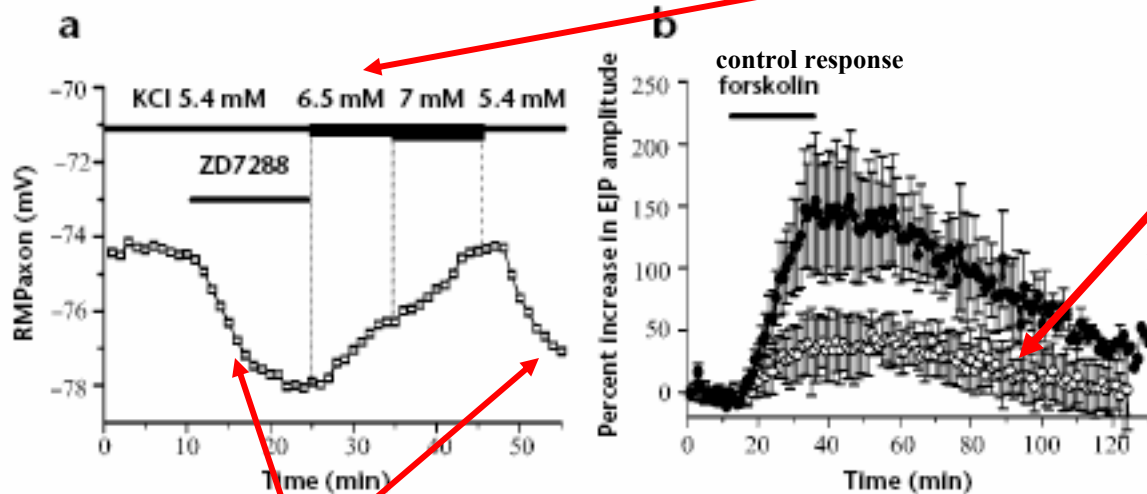 a
−70
−72
−74
−76
−78
RMPaxon (mV)
KCl 5.4 mM 6.5 mM 7 mM 5.4 mM
ZD7288
0 10 20 30 40 50
Time (min)
b
control response
forskolin
250
200
150
100
50
0
Percent Increase in EJP amplitude
0 20 40 60 80 100 120
Time (min)